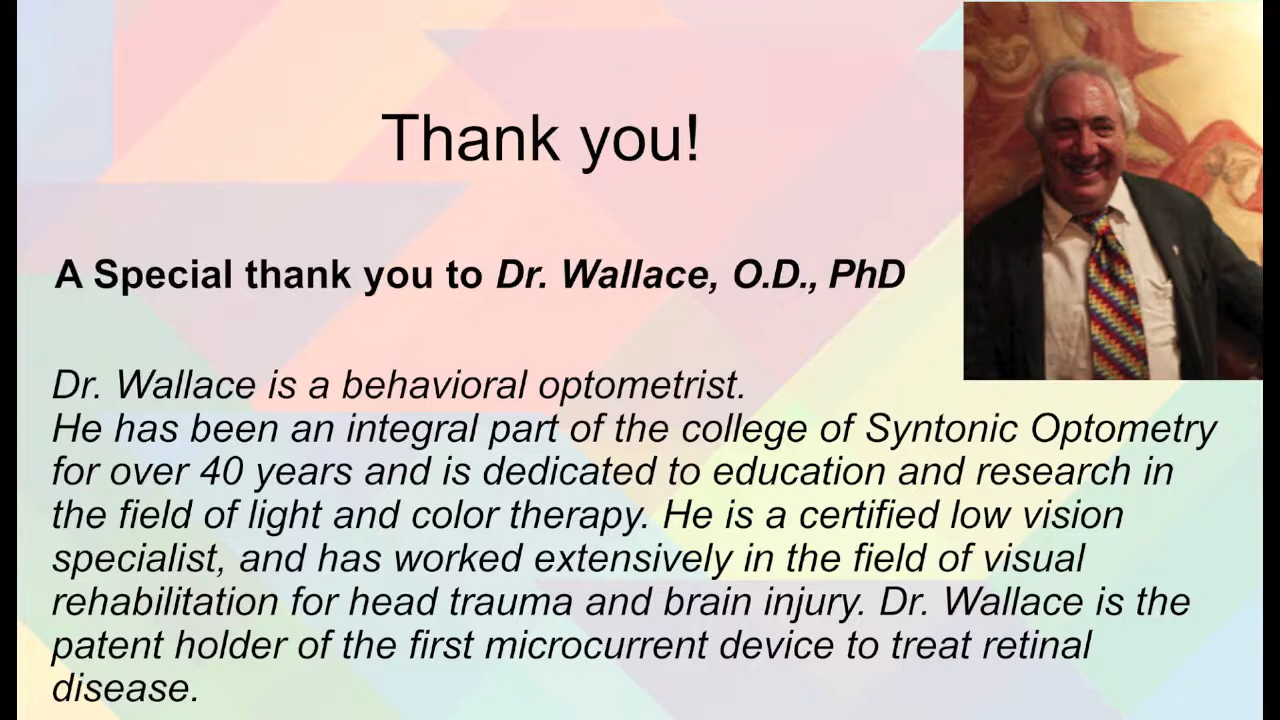 Thank you!
A Special thank you to Dr. Wallace, O.D., PhD
Dr. Wallace is a behavioral optometrist.
He has been an integral part of the college of Syntonic Optometry
for over 40 years and is dedicated to education and research in
the field of light and color therapy. He is a certified low vision
specialist, and has worked extensively in the field of visual
rehabilitation for head trauma and brain injury. Dr. Wallace is the
patent holder of the first microcurrent device to treat retinal
disease.